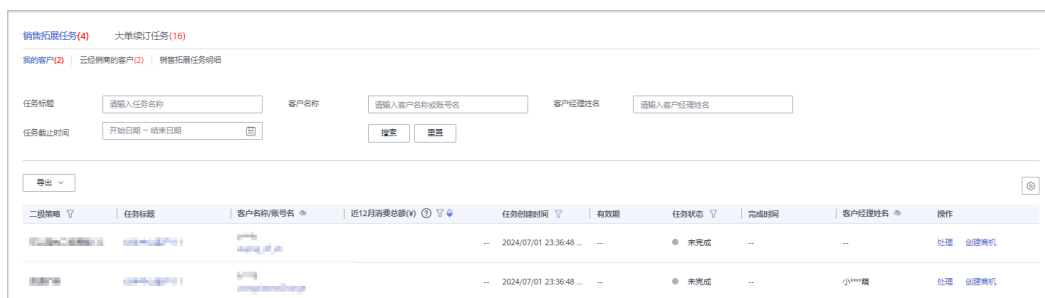 销售拓展任务(4) 大单续订任务(16)
我的客户(2) 云经销商的客户(2) 销售拓展任务明细
任务标题 请输入任务名称 客户名称 请输入客户名称或账号名 客户经理姓名 请输入客户经理姓名
任务截止时间 开始日期 – 结束日期 搜索 重置
导出
二级策略 任务标题 客户名称/账号名 近12月消费总额(¥) 任务创建时间 有效期 任务状态 完成时间 客户经理姓名 操作
-- 2024/07/01 23:36:48 ... -- 未完成 -- -- 处理 创建商机
-- 2024/07/01 23:36:48 ... -- 未完成 -- 小****萌 处理 创建商机